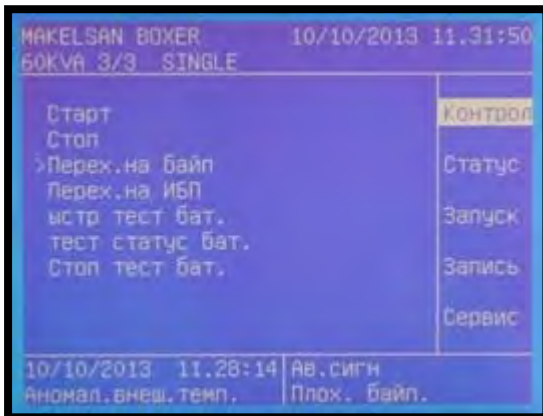 MAKELSAN BOXER 10/10/2013 11.31:50
60KVA 3/3 SINGLE
Старт
Стоп
>Перех.на байп
Перех.на ИБП
ыстр тест бат.
тест статус бат.
Стоп тест бат.
Контрол
Статус
Запуск
Запись
Сервис
10/10/2013 11.28:14
Аномал.внеш.темп.
Ав.сигн
Плох. байп.